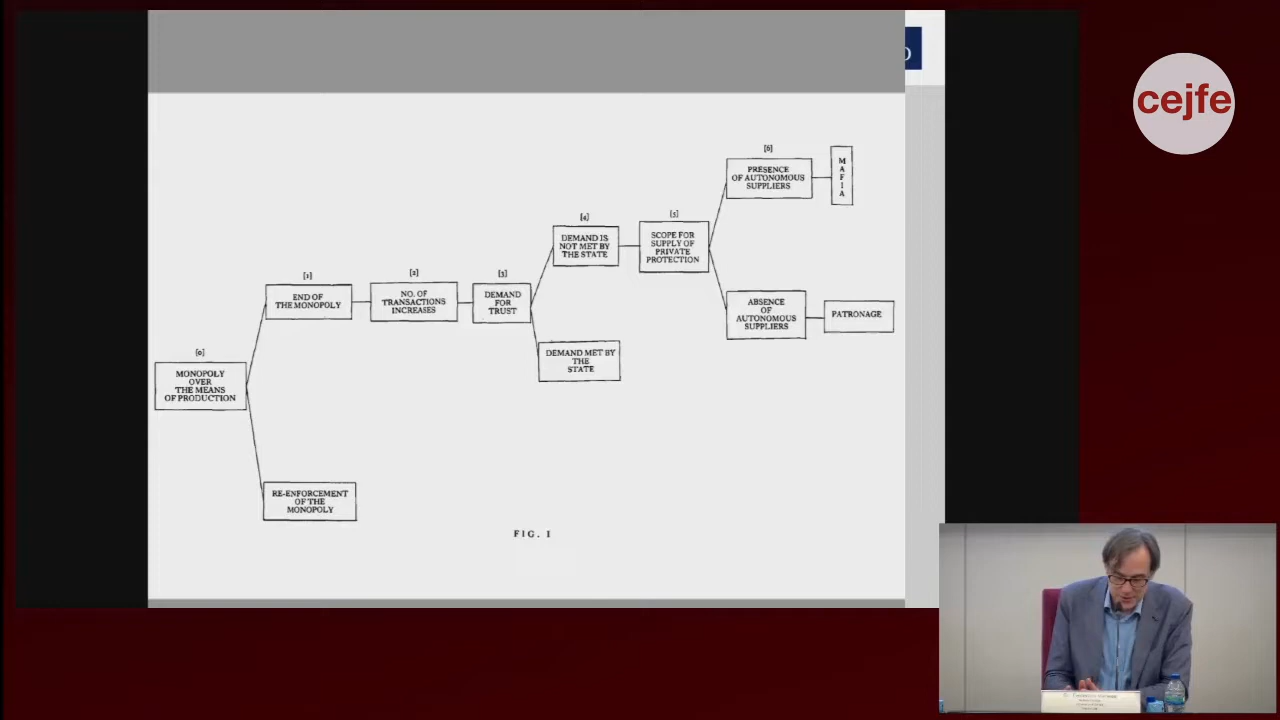 cejfe
[6]
PRESENCE
OF AUTONOMOUS
SUPPLIERS
M
A
F
I
A
[4]
DEMAND IS
NOT MET BY
THE STATE
[5]
SCOPE FOR
SUPPLY OF
PRIVATE
PROTECTION
[1]
END OF
THE MONOPOLY
[2]
NO. OF
TRANSACTIONS
INCREASES
[3]
DEMAND
FOR
TRUST
ABSENCE
OF
AUTONOMOUS
SUPPLIERS
PATRONAGE
DEMAND MET BY
THE
STATE
[0]
MONOPOLY
OVER
THE MEANS
OF PRODUCTION
RE-ENFORCEMENT
OF THE
MONOPOLY
FIG. I